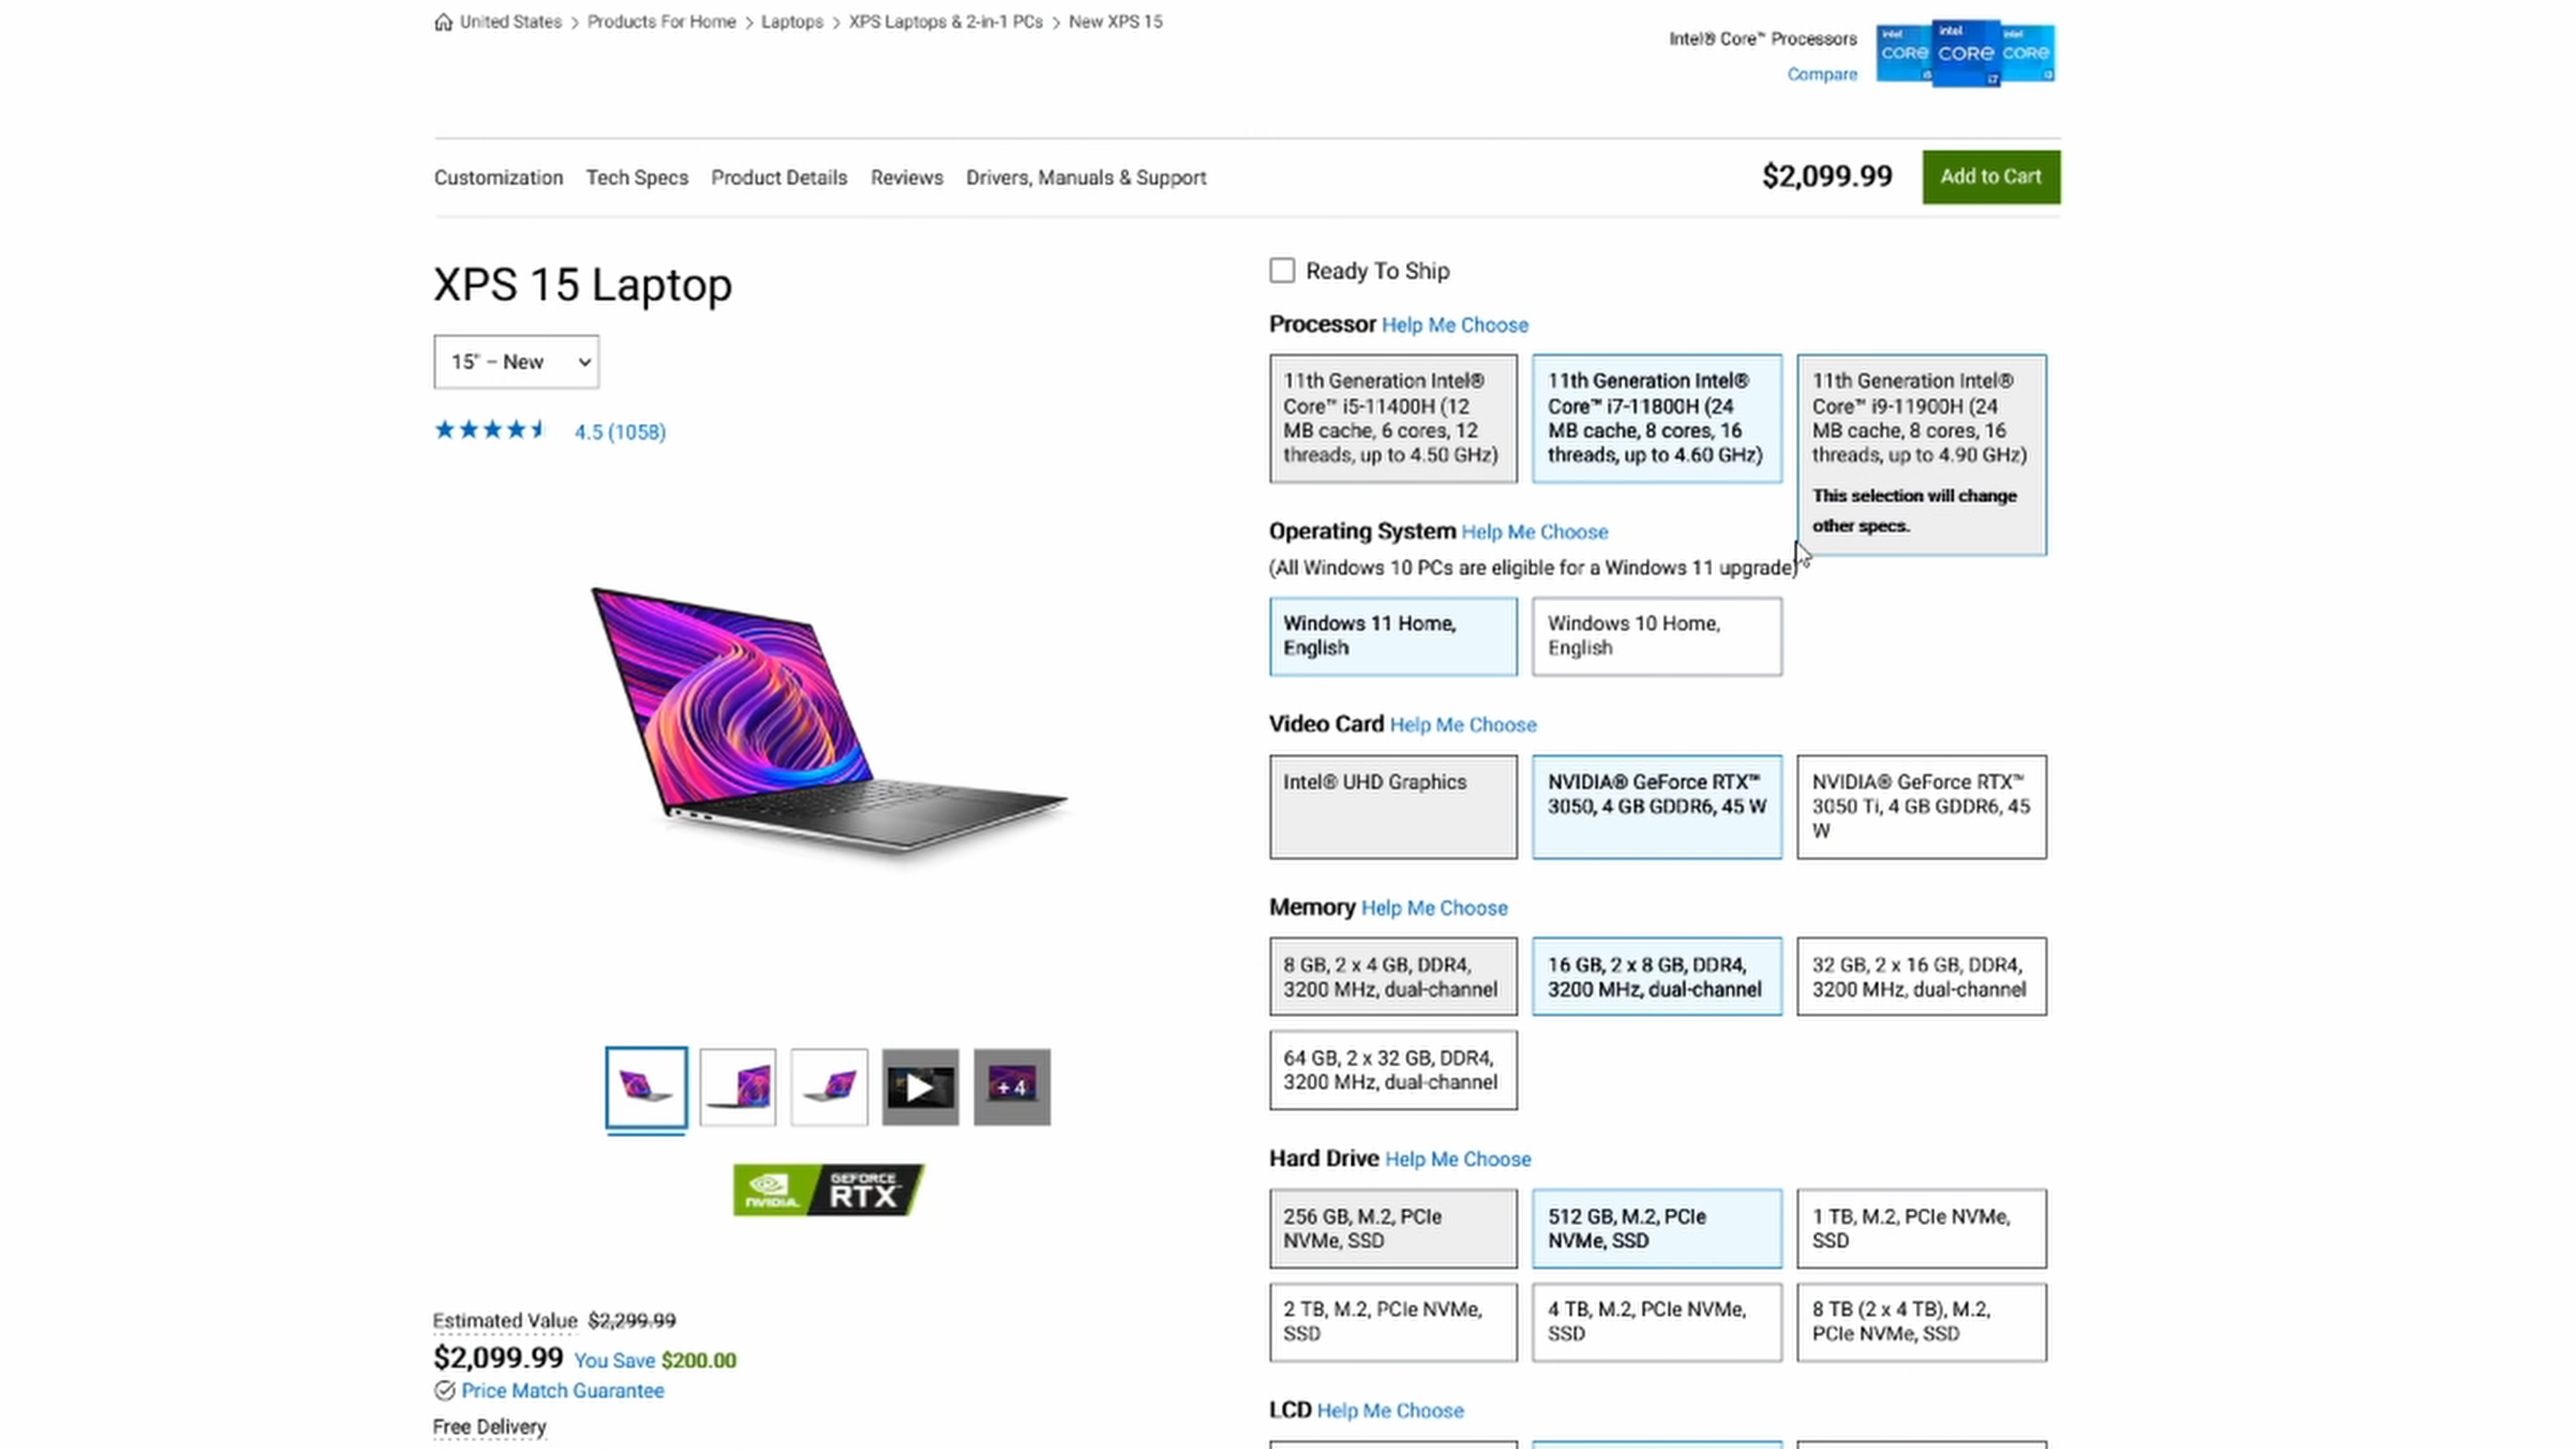 United States > Products For Home > Laptops > XPS Laptops & 2-in-1 PCs > New XPS 15
Intel® Core™ Processors
Compare
intel CORE i5
intel CORE i7
intel CORE
Customization Tech Specs Product Details Reviews Drivers, Manuals & Support
$2,099.99
Add to Cart
XPS 15 Laptop
15" – New
4.5 (1058)
+ 4
NVIDIA.
GEFORCE
RTX
Estimated Value $2,299.99
$2,099.99 You Save $200.00
Price Match Guarantee
Free Delivery
Ready To Ship
Processor Help Me Choose
11th Generation Intel®
Core™ i5-11400H (12
MB cache, 6 cores, 12
threads, up to 4.50 GHz)
11th Generation Intel®
Core™ i7-11800H (24
MB cache, 8 cores, 16
threads, up to 4.60 GHz)
11th Generation Intel®
Core™ i9-11900H (24
MB cache, 8 cores, 16
threads, up to 4.90 GHz)
This selection will change
other specs.
Operating System Help Me Choose
(All Windows 10 PCs are eligible for a Windows 11 upgrade)
Windows 11 Home,
English
Windows 10 Home,
English
Video Card Help Me Choose
Intel® UHD Graphics
NVIDIA® GeForce RTX™
3050, 4 GB GDDR6, 45 W
NVIDIA® GeForce RTX™
3050 Ti, 4 GB GDDR6, 45
W
Memory Help Me Choose
8 GB, 2 x 4 GB, DDR4,
3200 MHz, dual-channel
16 GB, 2 x 8 GB, DDR4,
3200 MHz, dual-channel
32 GB, 2 x 16 GB, DDR4,
3200 MHz, dual-channel
64 GB, 2 x 32 GB, DDR4,
3200 MHz, dual-channel
Hard Drive Help Me Choose
256 GB, M.2, PCIe
NVMe, SSD
512 GB, M.2, PCIe
NVMe, SSD
1 TB, M.2, PCIe NVMe,
SSD
2 TB, M.2, PCIe NVMe,
SSD
4 TB, M.2, PCIe NVMe,
SSD
8 TB (2 x 4 TB), M.2,
PCIe NVMe, SSD
LCD Help Me Choose